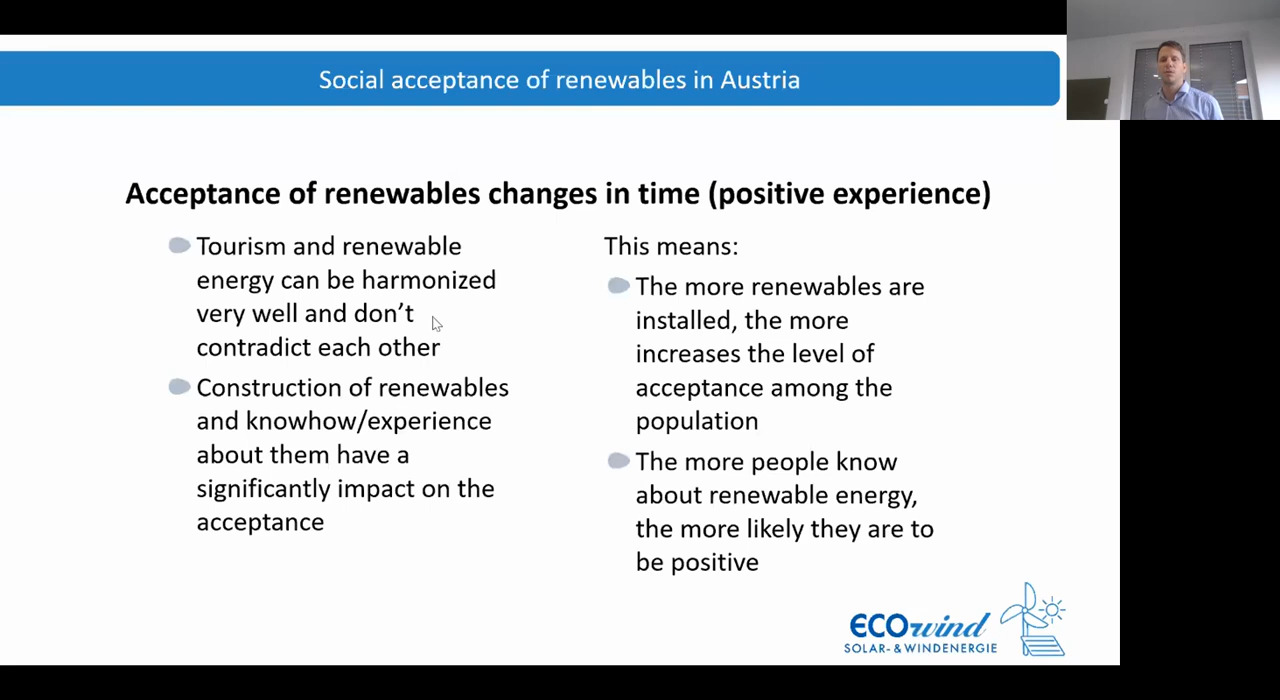 Social acceptance of renewables in Austria
Acceptance of renewables changes in time (positive experience)
Tourism and renewable
energy can be harmonized
very well and don’t
contradict each other
Construction of renewables
and knowhow/experience
about them have a
significantly impact on the
acceptance
This means:
The more renewables are
installed, the more
increases the level of
acceptance among the
population
The more people know
about renewable energy,
the more likely they are to
be positive
ECOwind
SOLAR- & WINDENERGIE